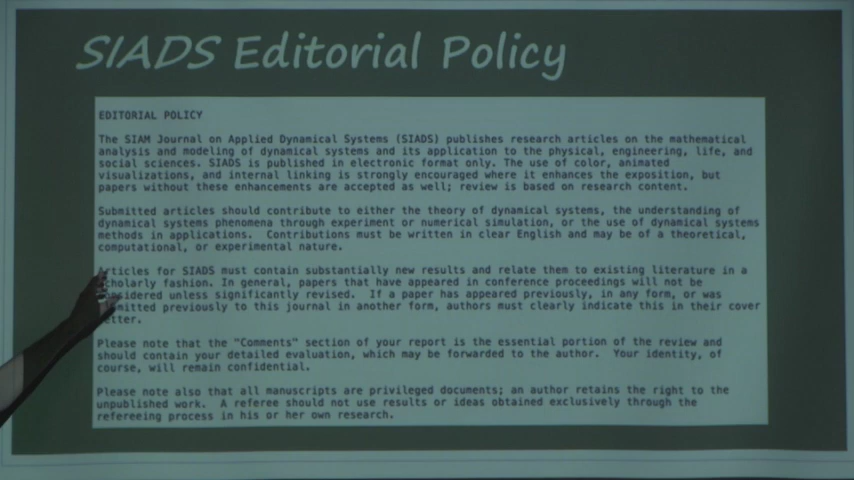 SIADS Editorial Policy
EDITORIAL POLICY
The SIAM Journal on Applied Dynamical Systems (SIADS) publishes research articles on the mathematical
analysis and modeling of dynamical systems and its application to the physical, engineering, life, and
social sciences. SIADS is published in electronic format only. The use of color, animated
visualizations, and internal linking is strongly encouraged where it enhances the exposition, but
papers without these enhancements are accepted as well; review is based on research content.
Submitted articles should contribute to either the theory of dynamical systems, the understanding of
dynamical systems phenomena through experiment or numerical simulation, or the use of dynamical systems
methods in applications. Contributions must be written in clear English and may be of a theoretical,
computational, or experimental nature.
Articles for SIADS must contain substantially new results and relate them to existing literature in a
scholarly fashion. In general, papers that have appeared in conference proceedings will not be
considered unless significantly revised. If a paper has appeared previously, in any form, or was
submitted previously to this journal in another form, authors must clearly indicate this in their cover
letter.
Please note that the "Comments" section of your report is the essential portion of the review and
should contain your detailed evaluation, which may be forwarded to the author. Your identity, of
course, will remain confidential.
Please note also that all manuscripts are privileged documents; an author retains the right to the
unpublished work. A referee should not use results or ideas obtained exclusively through the
refereeing process in his or her own research.